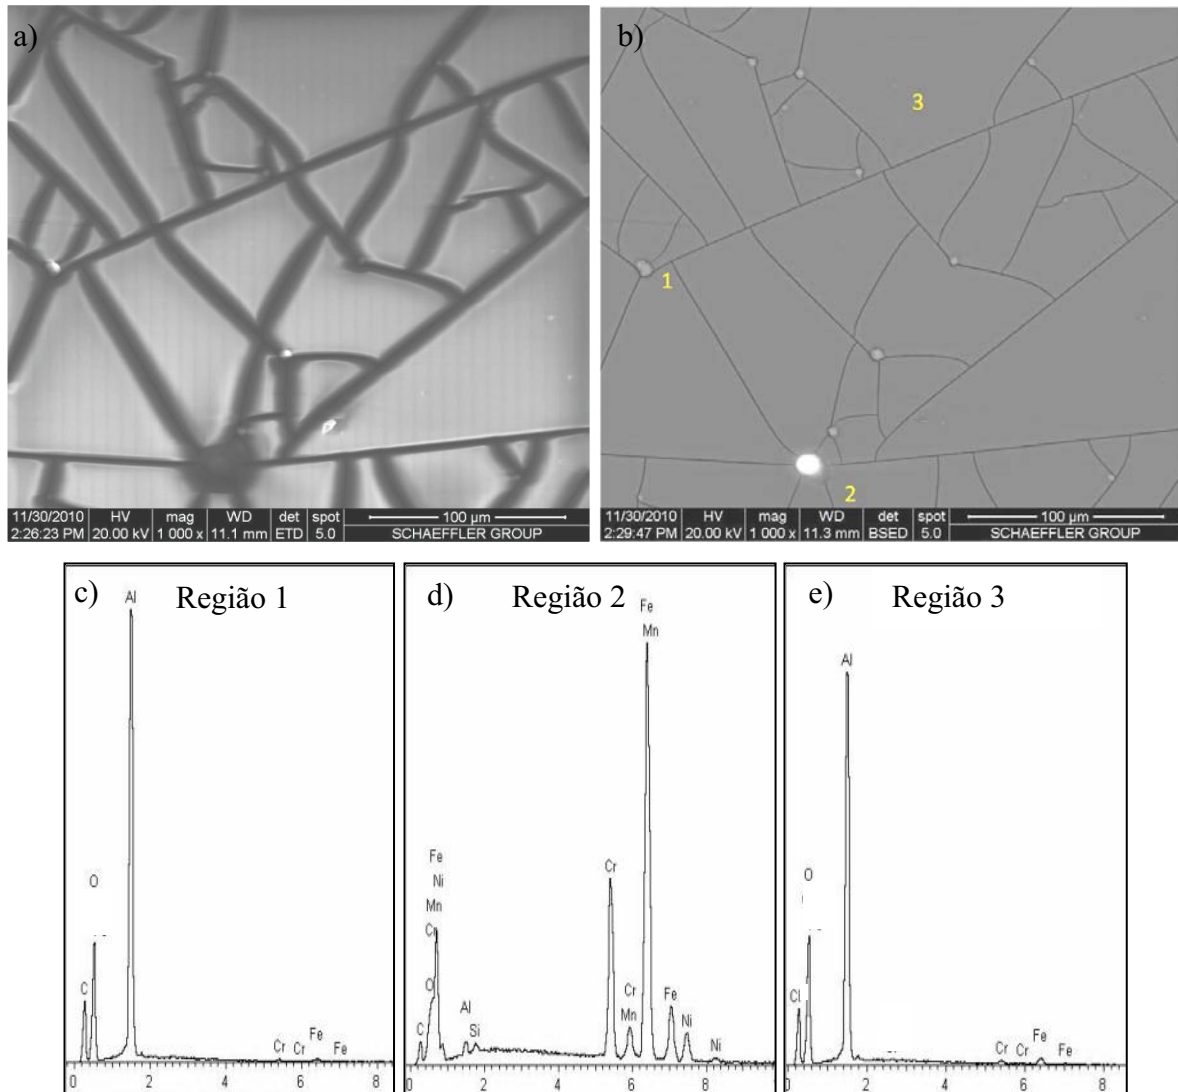 a)
11/30/2010 HV mag WD det spot 100 µm
2:26:23 PM 20.00 kV 1 000 x 11.1 mm ETD 5.0 SCHAEFFLER GROUP
b)
3
1
2
11/30/2010 HV mag WD det spot 100 µm
2:29:47 PM 20.00 kV 1 000 x 11.3 mm BSED 5.0 SCHAEFFLER GROUP
c) Região 1
Al
O
C
Cr Cr Fe Fe
0 2 4 6 8
d) Região 2
Fe
Mn
Fe
Ni
Mn
Cr
O
C
Al
Si
Cr
Cr
Mn
Fe
Ni
Ni
0 2 4 6 8
e) Região 3
Al
O
Cl
Cr Cr Fe Fe
0 2 4 6 8